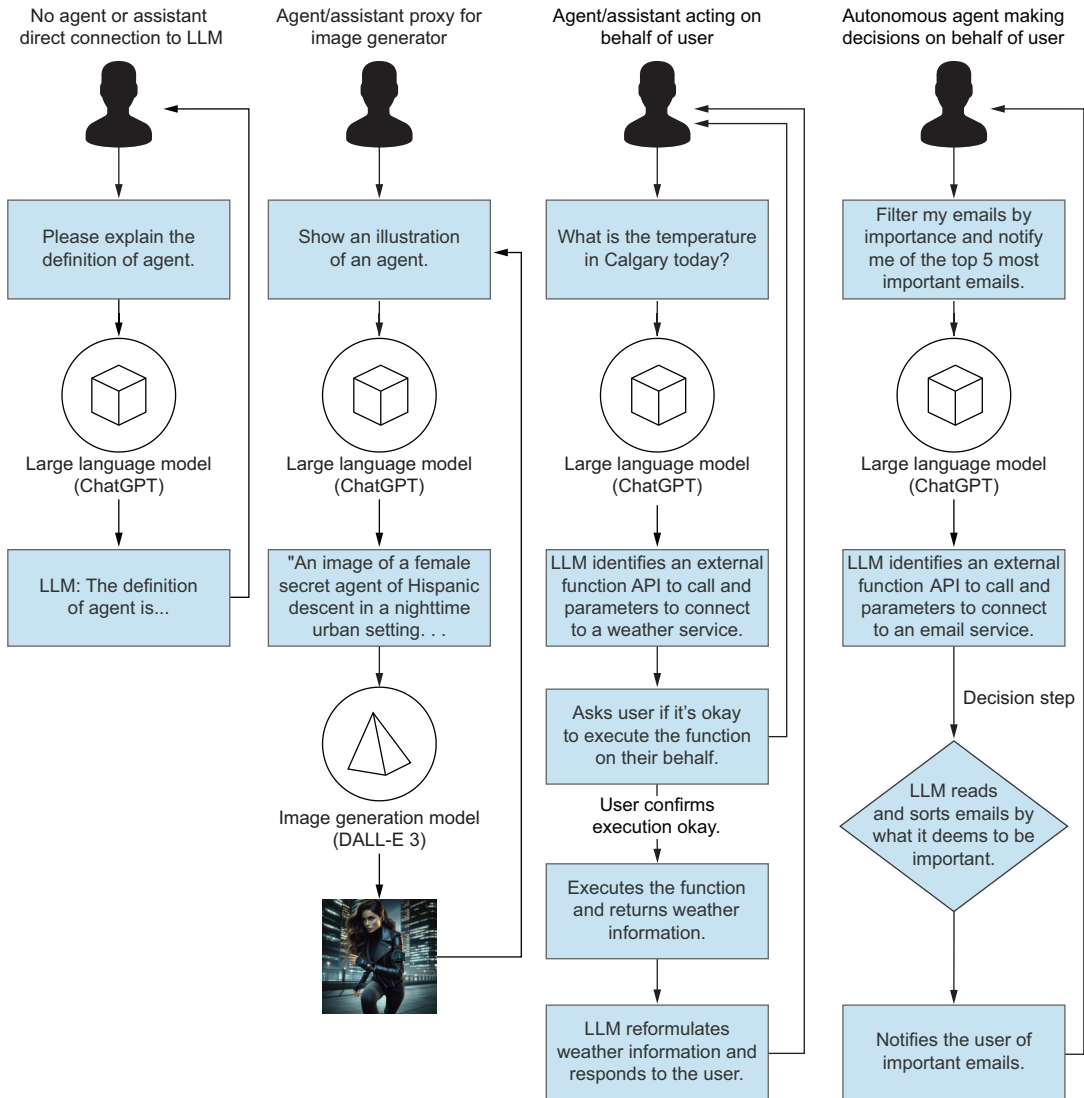 No agent or assistant
direct connection to LLM
Please explain the
definition of agent.
Large language model
(ChatGPT)
LLM: The definition
of agent is...
Agent/assistant proxy for
image generator
Show an illustration
of an agent.
Large language model
(ChatGPT)
"An image of a female
secret agent of Hispanic
descent in a nighttime
urban setting. . .
Image generation model
(DALL-E 3)
Agent/assistant acting on
behalf of user
What is the temperature
in Calgary today?
Large language model
(ChatGPT)
LLM identifies an external
function API to call and
parameters to connect
to a weather service.
Asks user if it’s okay
to execute the function
on their behalf.
User confirms
execution okay.
Executes the function
and returns weather
information.
LLM reformulates
weather information and
responds to the user.
Autonomous agent making
decisions on behalf of user
Filter my emails by
importance and notify
me of the top 5 most
important emails.
Large language model
(ChatGPT)
LLM identifies an external
function API to call and
parameters to connect
to an email service.
Decision step
LLM reads
and sorts emails by
what it deems to be
important.
Notifies the user of
important emails.